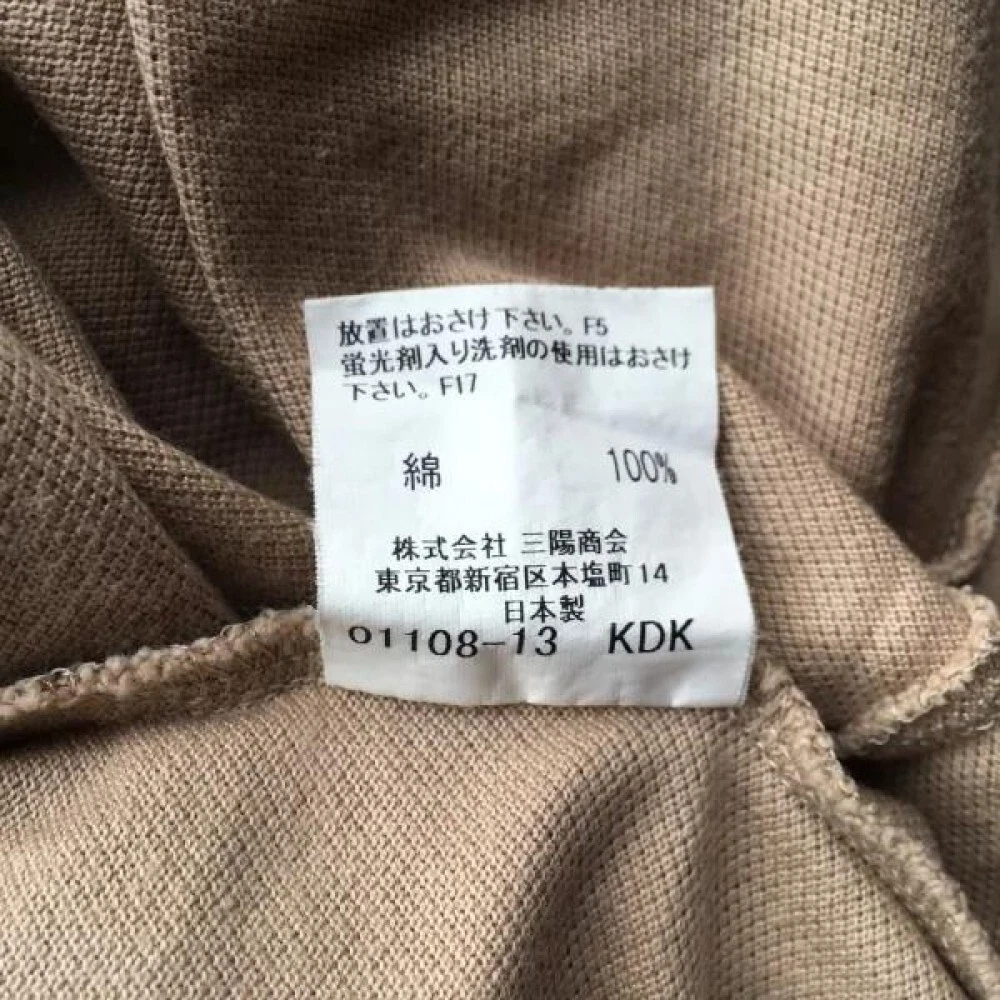 放置はおさけ下さい。F5
蛍光剤入り洗剤の使用はおさけ
下さい。F17
綿 100%
株式会社 三陽商会
東京都新宿区本塩町14
日本製
01108-13 KDK